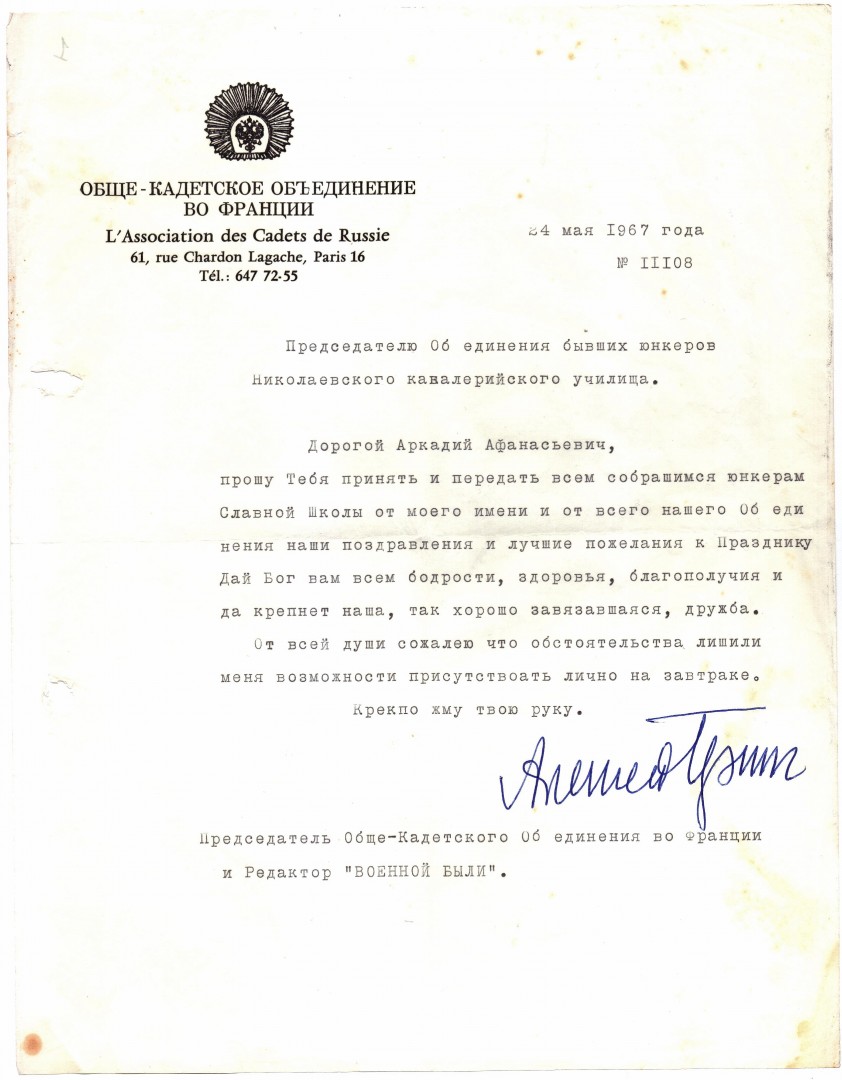 ОБЩЕ-КАДЕТСКОЕ ОБЪЕДИНЕНИЕ
ВО ФРАНЦИИ
L'Association des Cadets de Russie
61, rue Chardon Lagache, Paris 16
Tél.: 647 72-55
24 мая I967 года
№ III08
Председателю Об единения бывших юнкеров
Николаевского кавалерийского училища.
Дорогой Аркадий Афанасьевич,
прошу Тебя принять и передать всем собрашимся юнкерам
Славной Школы от моего имени и от всего нашего Об еди
нения наши поздравления и лучшие пожелания к Празднику
Дай Бог вам всем бодрости, здоровья, благополучия и
да крепнет наша, так хорошо завязавшаяся, дружба.
От всей души сожалею что обстоятельства лишили
меня возможности присутствоать лично на завтраке.
Крекпо жму твою руку.
Председатель Обще-Кадетского Об единения во Франции
и Редактор "ВОЕННОЙ БЫЛИ".